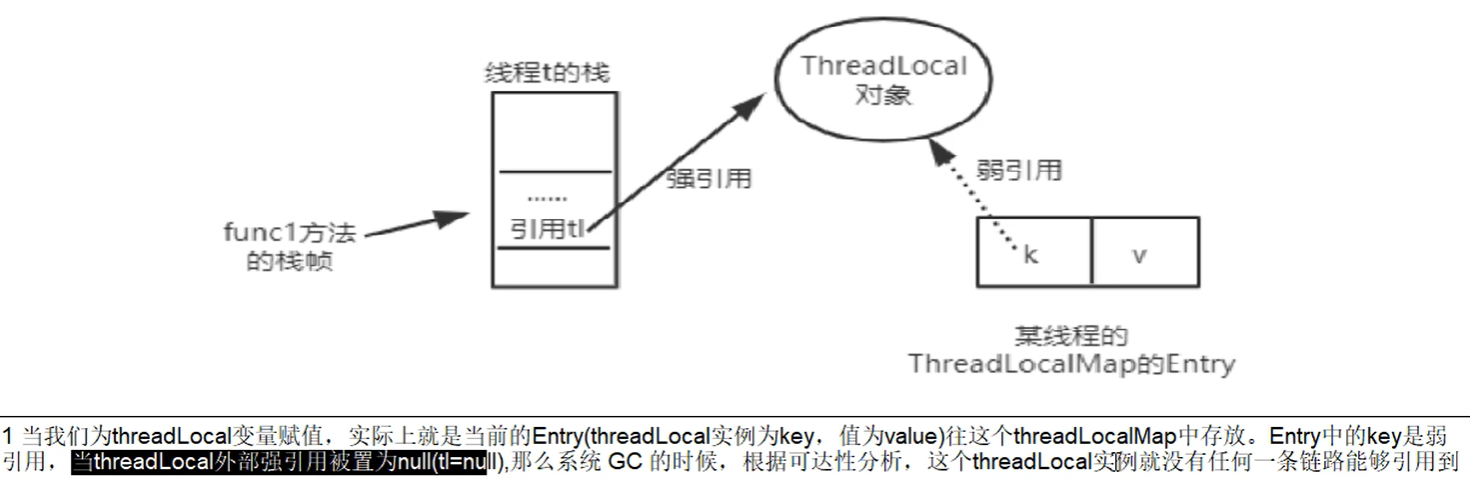 线程t的栈
ThreadLocal
对象
强引用
弱引用
……
引用tl
func1方法
的栈帧
k
v
某线程的
ThreadLocalMap的Entry
1 当我们为threadLocal变量赋值，实际上就是当前的Entry(threadLocal实例为key，值为value)往这个threadLocalMap中存放。Entry中的key是弱
引用，当threadLocal外部强引用被置为null(tl=null),那么系统 GC 的时候，根据可达性分析，这个threadLocal实例就没有任何一条链路能够引用到